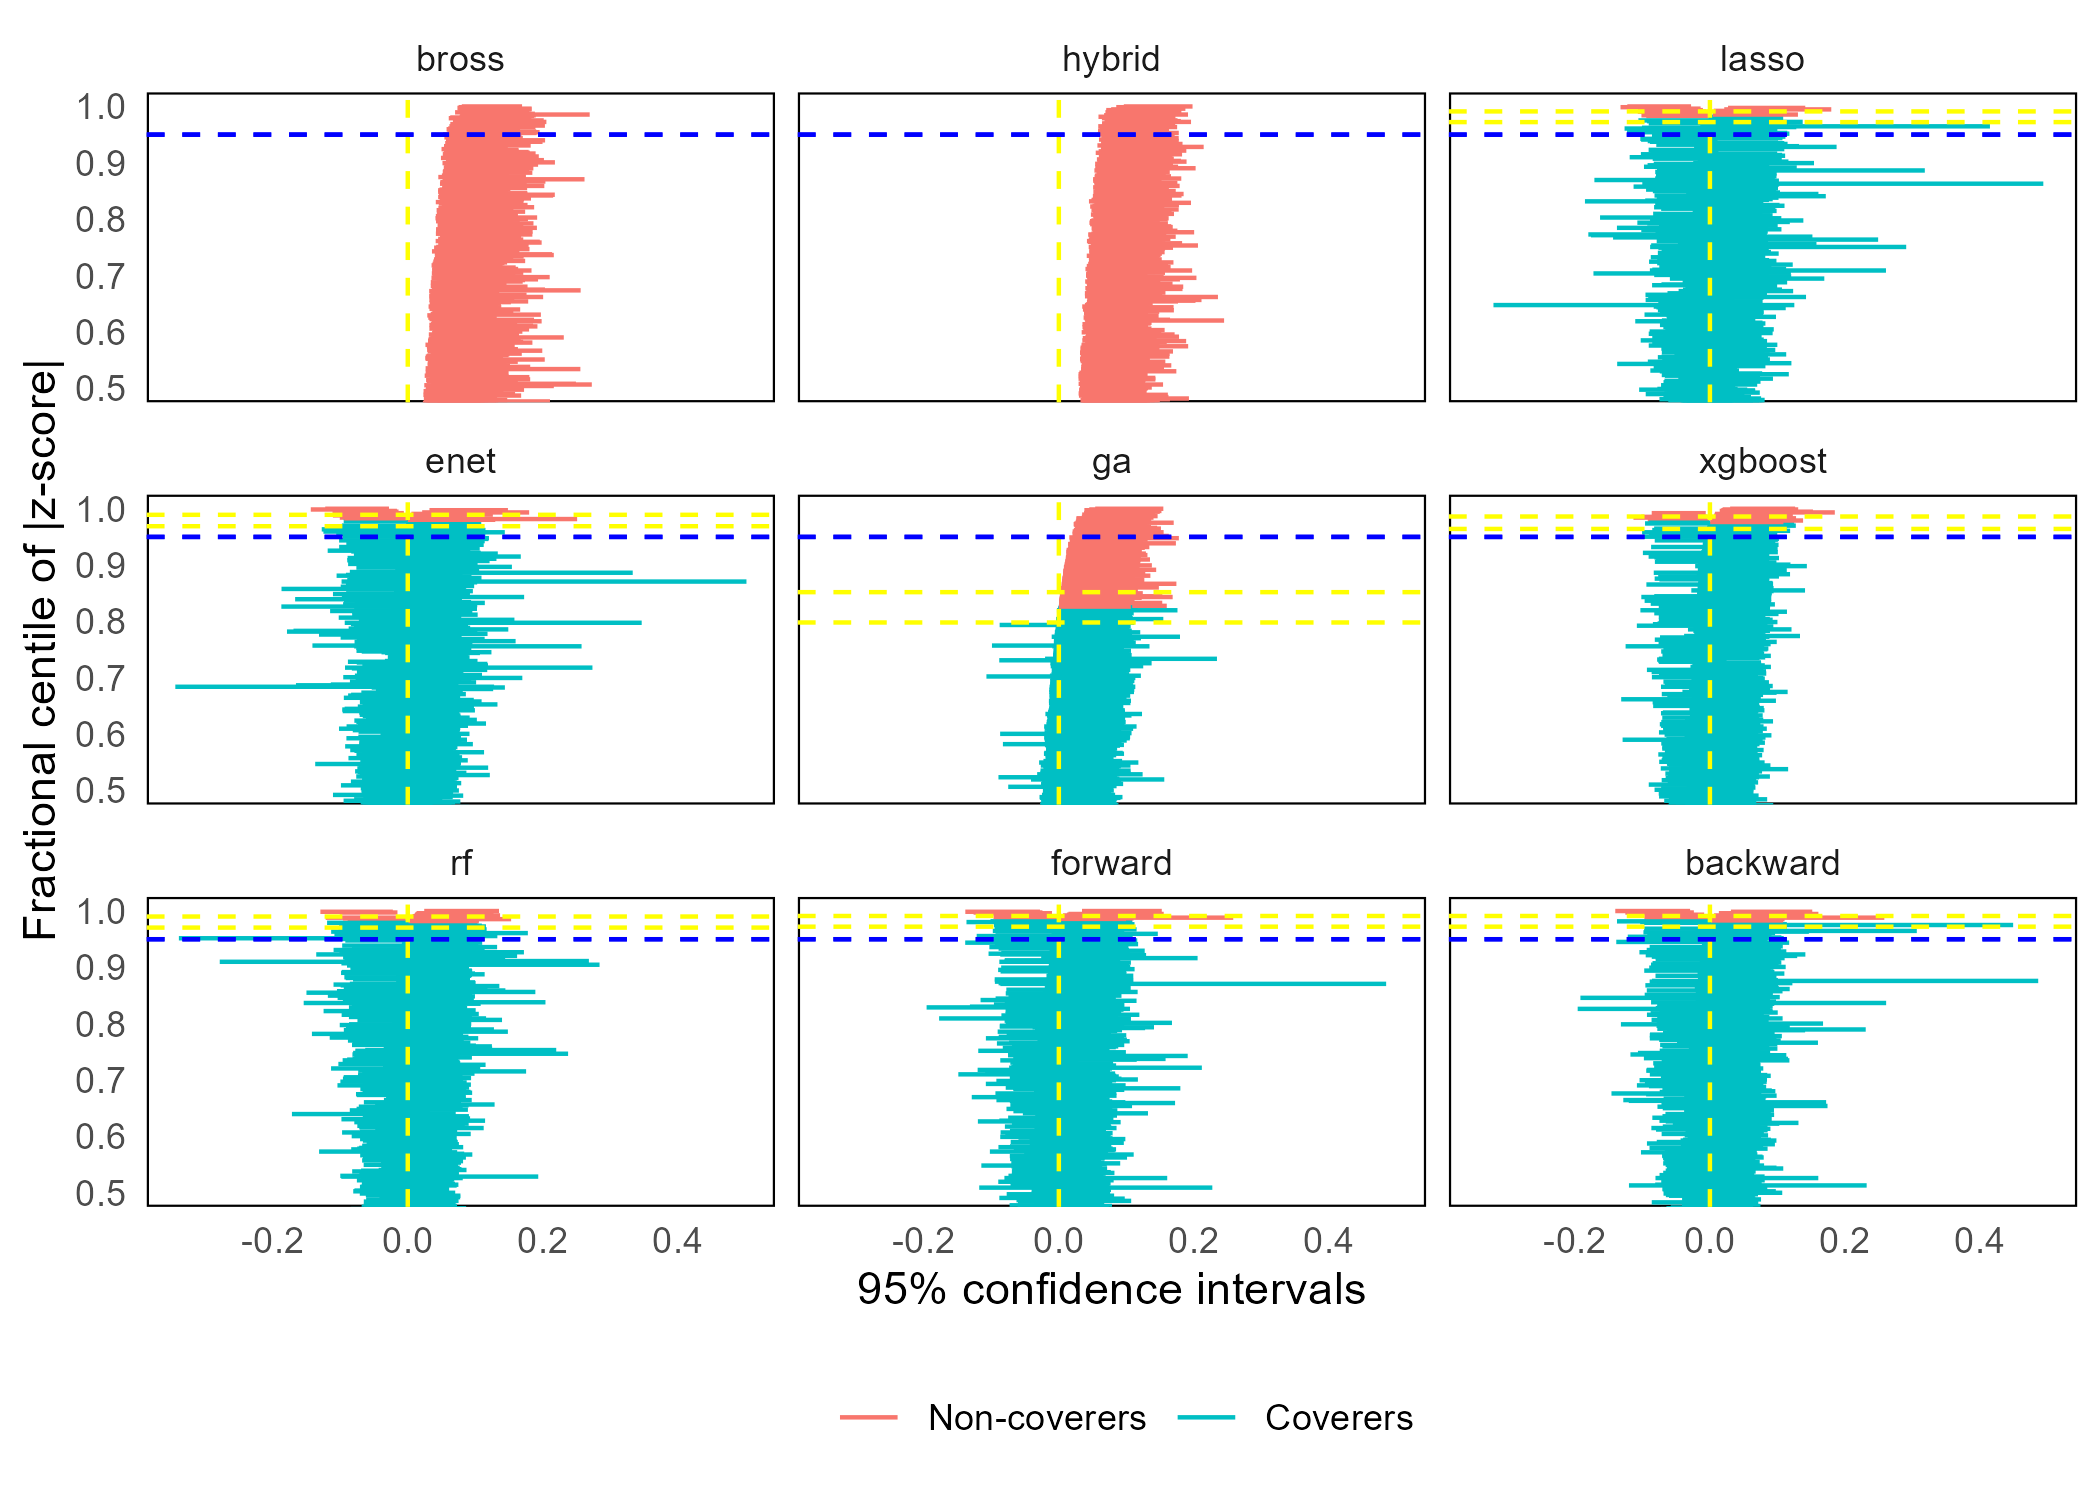 bross
hybrid
lasso
1.0
0.9
0.8
0.7
0.6
0.5
enet
ga
xgboost
1.0
0.9
0.8
0.7
0.6
0.5
rf
forward
backward
1.0
0.9
0.8
0.7
0.6
0.5
-0.2 0.0 0.2 0.4
-0.2 0.0 0.2 0.4
-0.2 0.0 0.2 0.4
Fractional centile of |z-score|
95% confidence intervals
Non-coverers
Coverers